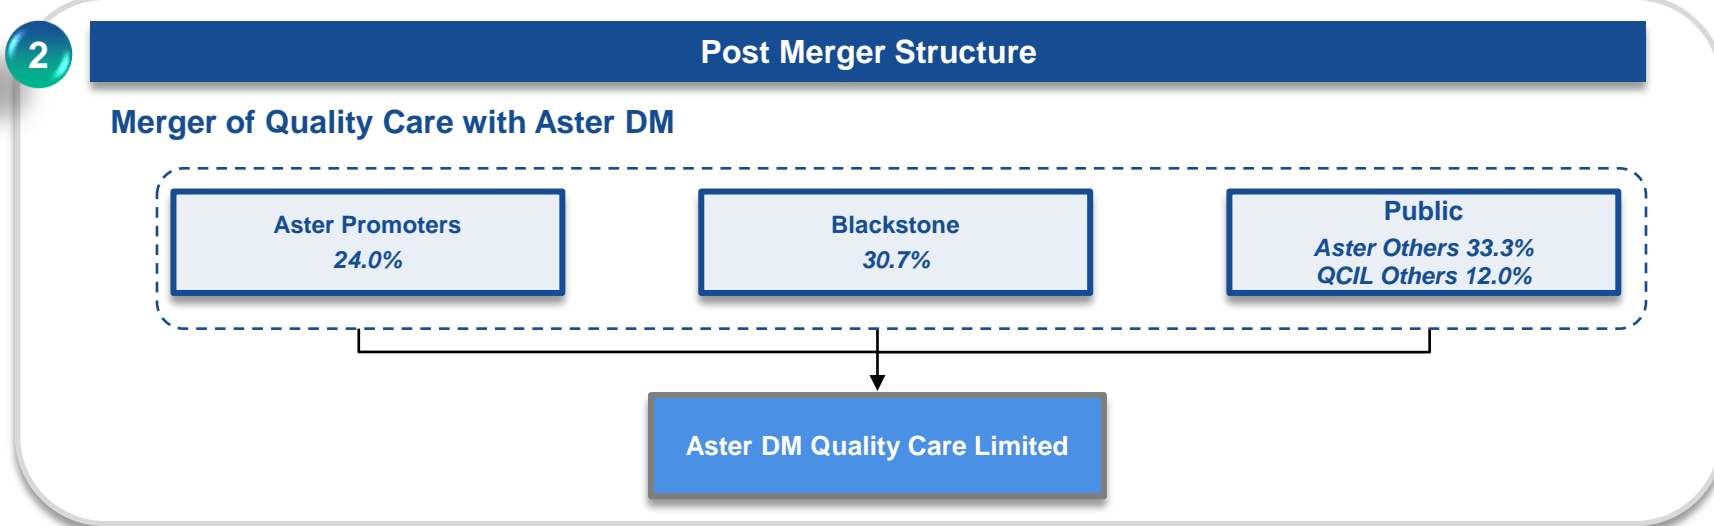 2
Post Merger Structure
Merger of Quality Care with Aster DM
Aster Promoters
24.0%
Blackstone
30.7%
Public
Aster Others 33.3%
QCIL Others 12.0%
Aster DM Quality Care Limited